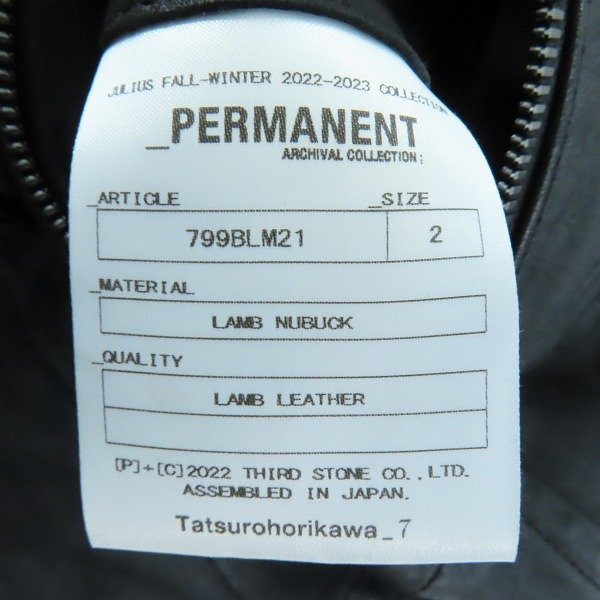 JULIUS FALL-WINTER 2022-2023 COLLECTION
_PERMANENT
ARCHIVAL COLLECTION;
_ARTICLE _SIZE
799BLM21 2
_MATERIAL
LAMB NUBUCK
_QUALITY
LAMB LEATHER
[P]+[C]2022 THIRD STONE CO., LTD.
ASSEMBLED IN JAPAN.
Tatsurohorikawa_7